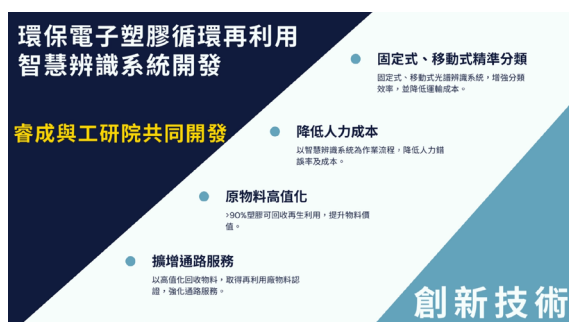 環保電子塑膠循環再利用
智慧辨識系統開發
睿成與工研院共同開發
固定式、移動式精準分類
固定式、移動式光譜辨識系統，增強分類
效率，並降低運輸成本。
降低人力成本
以智慧辨識系統為作業流程，降低人力錯
誤率及成本。
原物料高值化
>90%塑膠可回收再生利用，提升物料價
值。
擴增通路服務
以高值化回收物料，取得再利用廠物料認
證，強化通路服務。
創新技術